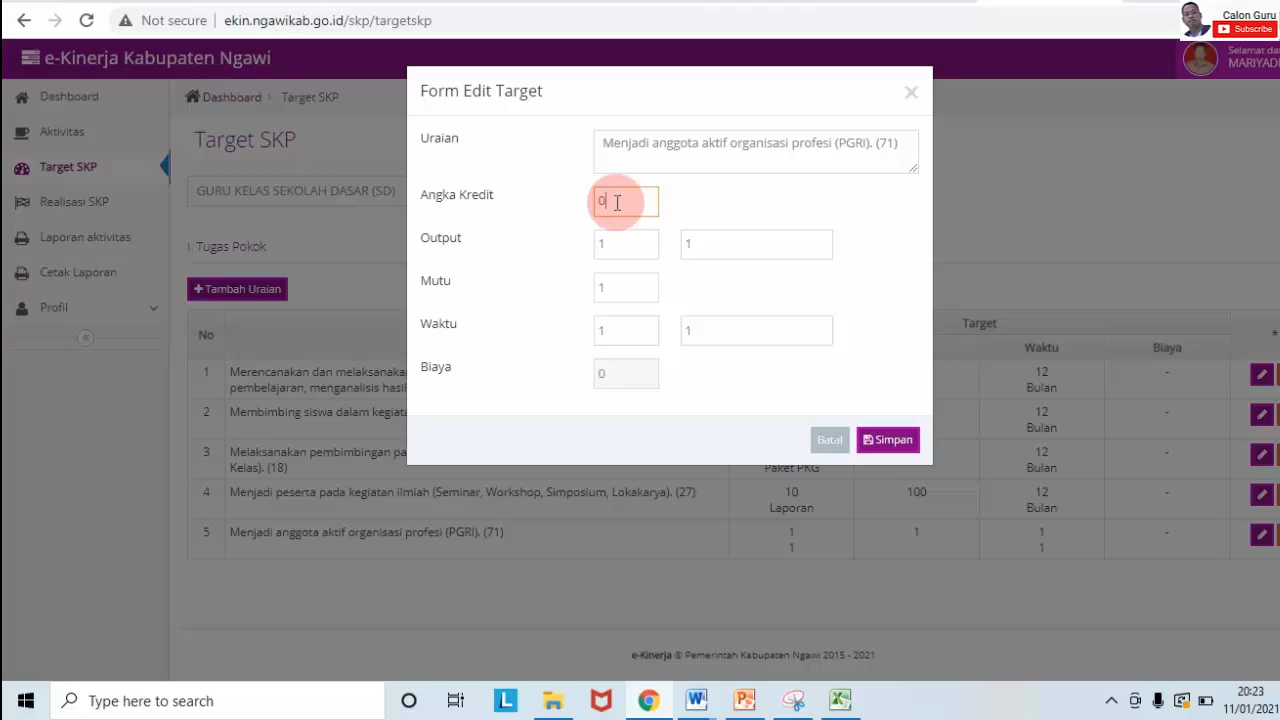 Not secure | ekin.ngawikab.go.id/skp/targetskp
Calon Guru
Subscribe
e-Kinerja Kabupaten Ngawi
Selamat da
MARIYADI
Dashboard
Aktivitas
Target SKP
Realisasi SKP
Laporan aktivitas
Cetak Laporan
Profil
Dashboard > Target SKP
Target SKP
GURU KELAS SEKOLAH DASAR (SD)
I. Tugas Pokok
+ Tambah Uraian
Form Edit Target
×
Uraian
Menjadi anggota aktif organisasi profesi (PGRI). (71)
Angka Kredit
0
Output
1 1
Mutu
1
Waktu
1 1
Biaya
0
Batal
Simpan
No Target *
Waktu Biaya
1 Merencanakan dan melaksanaka 12 -
pembelajaran, menganalisis hasil Bulan
2 Membimbing siswa dalam kegiata 12 -
Bulan
3 Melaksanakan pembimbingan pa 12 -
Kelas). (18) Paket PKG Bulan
4 Menjadi peserta pada kegiatan ilmiah (Seminar, Workshop, Simposium, Lokakarya). (27) 10 100 12 -
Laporan Bulan
5 Menjadi anggota aktif organisasi profesi (PGRI). (71) 1 1 1 -
1 1
e-Kinerja © Pemerintah Kabupaten Ngawi 2015 - 2021
Type here to search
20:23
11/01/2021